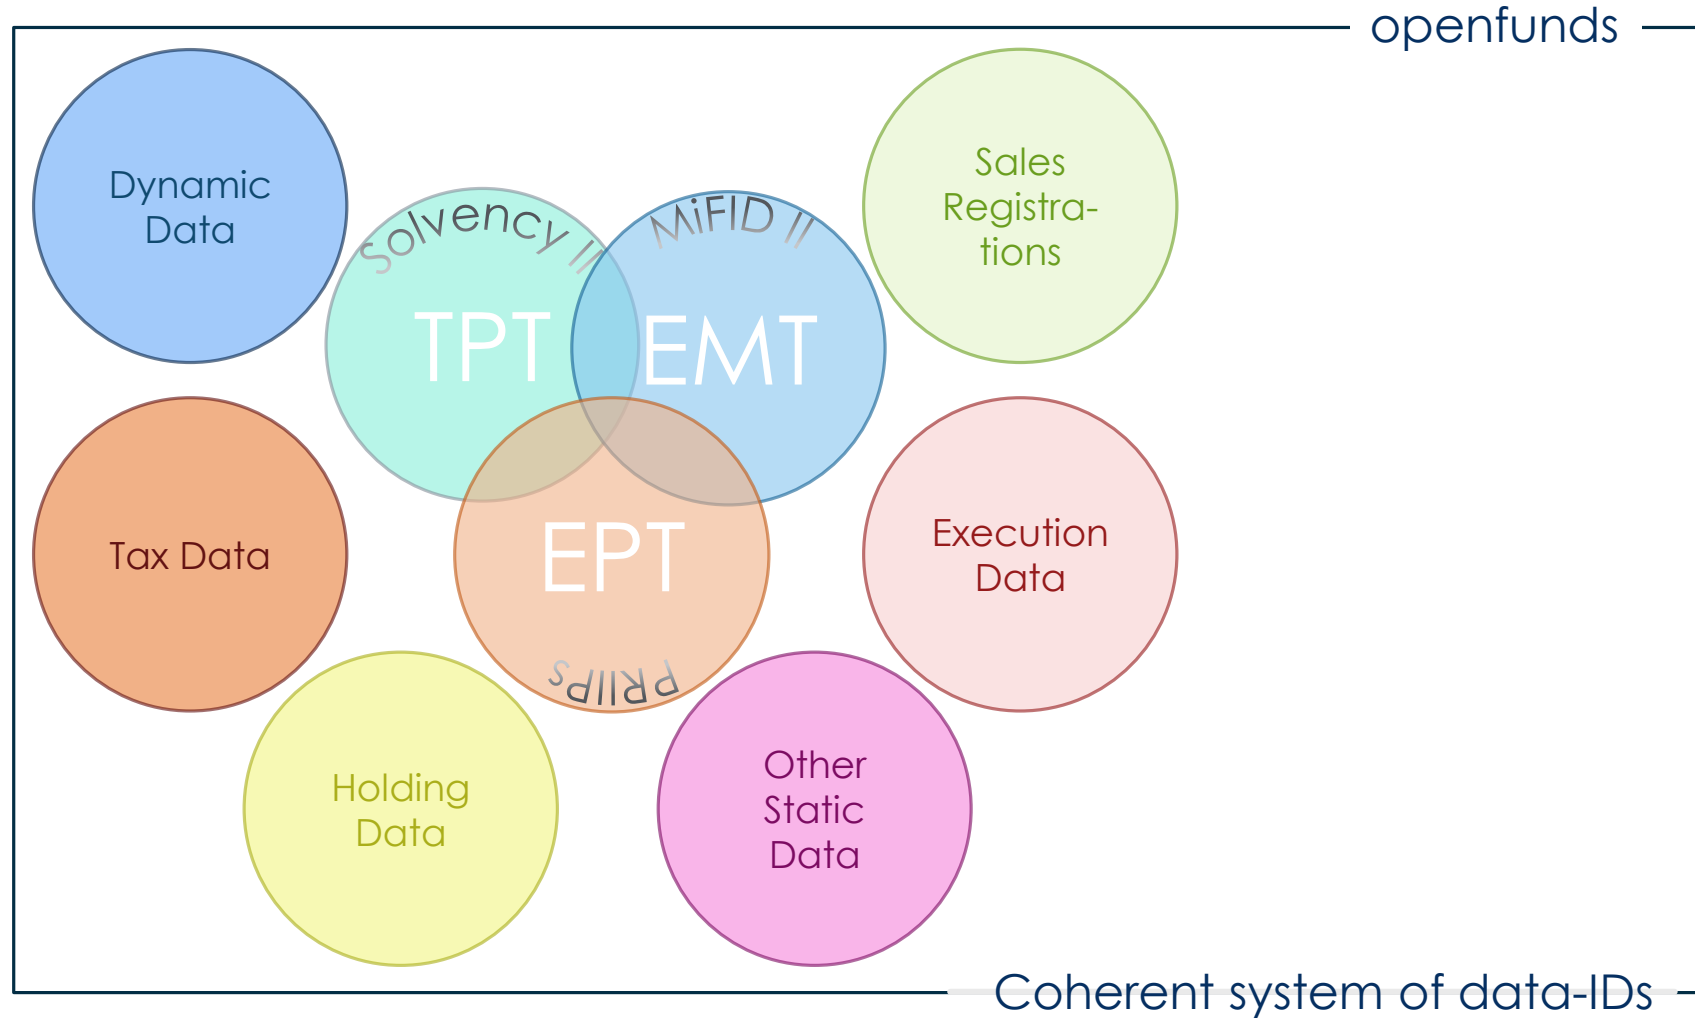 openfunds
Dynamic
Data
Solvency II
MiFID II
Sales
Registra-
tions
TPT
EMT
Tax Data
EPT
PRIIPs
Execution
Data
Holding
Data
Other
Static
Data
Coherent system of data-IDs